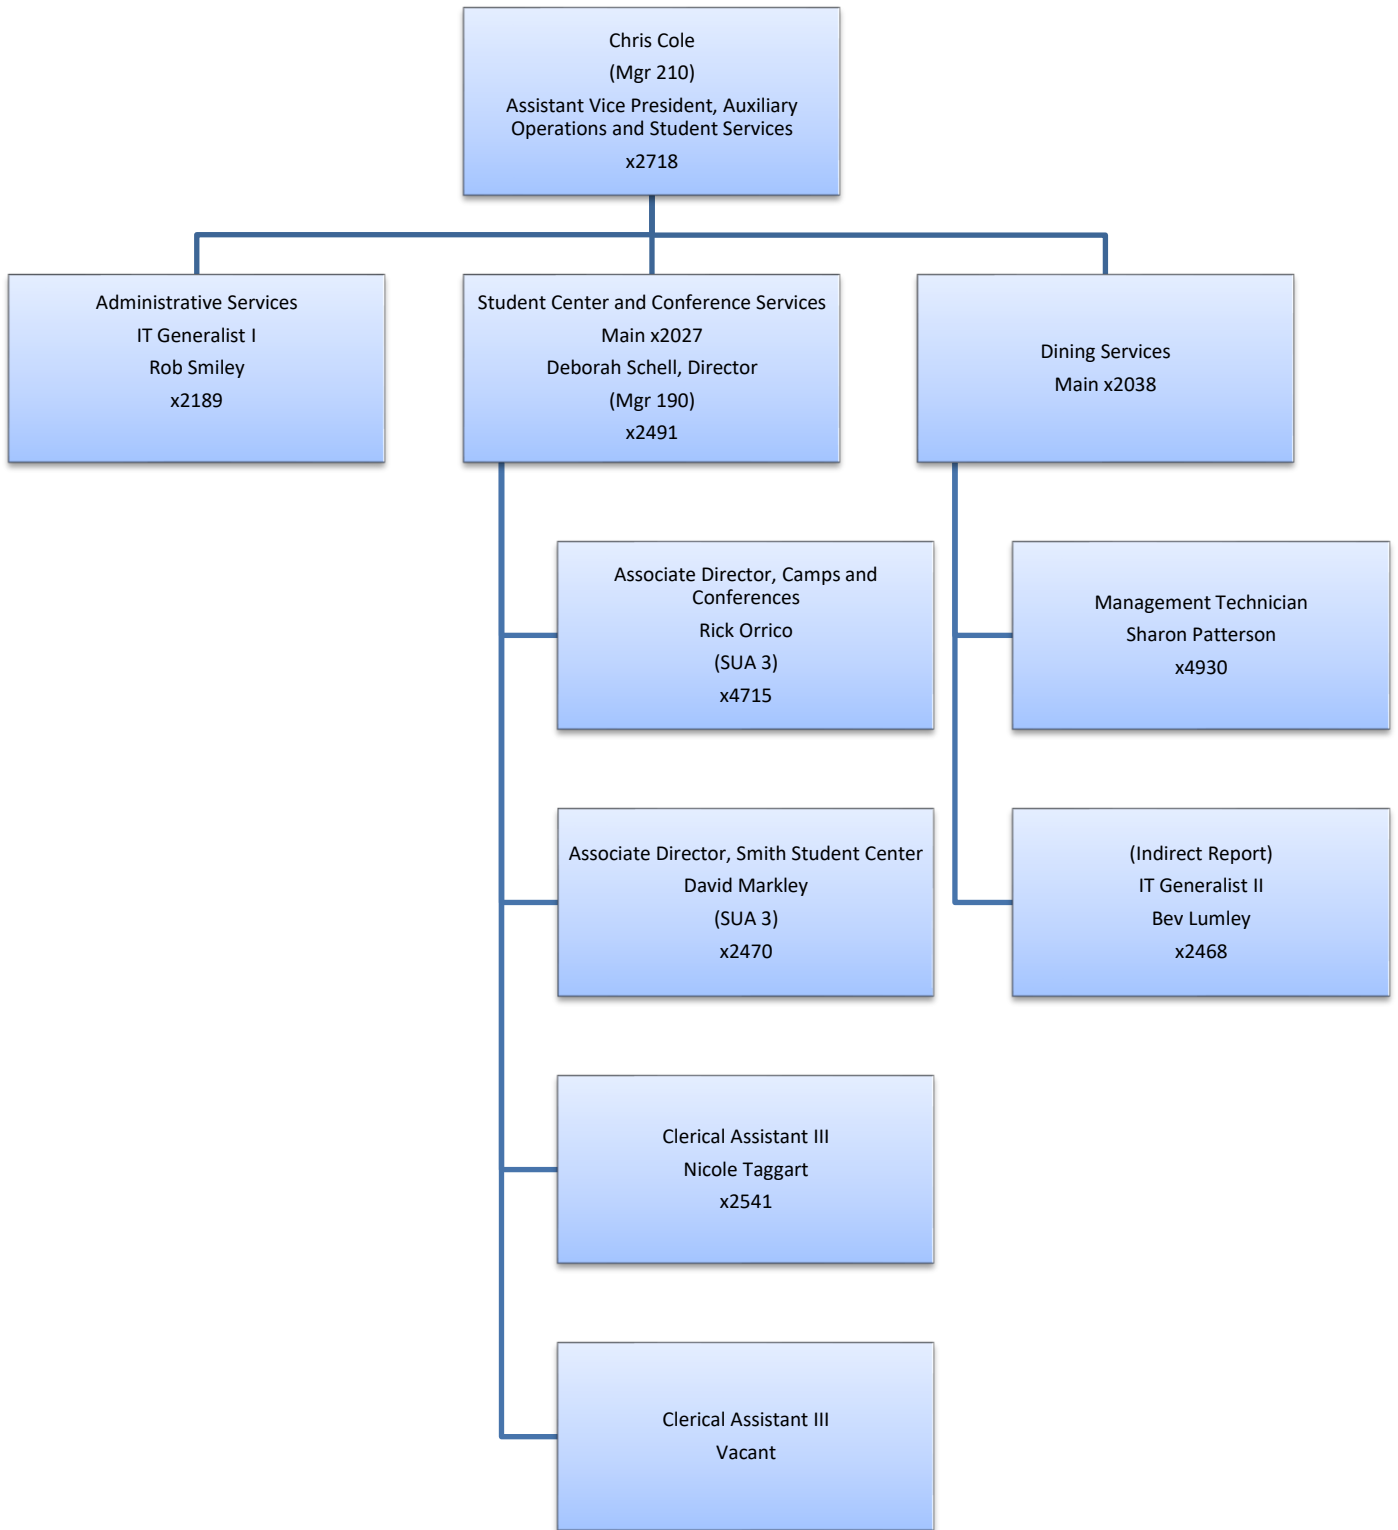 Chris Cole
(Mgr 210)
Assistant Vice President, Auxiliary
Operations and Student Services
x2718
Administrative Services
IT Generalist I
Rob Smiley
x2189
Student Center and Conference Services
Main x2027
Deborah Schell, Director
(Mgr 190)
x2491
Dining Services
Main x2038
Associate Director, Camps and
Conferences
Rick Orrico
(SUA 3)
x4715
Management Technician
Sharon Patterson
x4930
Associate Director, Smith Student Center
David Markley
(SUA 3)
x2470
(Indirect Report)
IT Generalist II
Bev Lumley
x2468
Clerical Assistant III
Nicole Taggart
x2541
Clerical Assistant III
Vacant